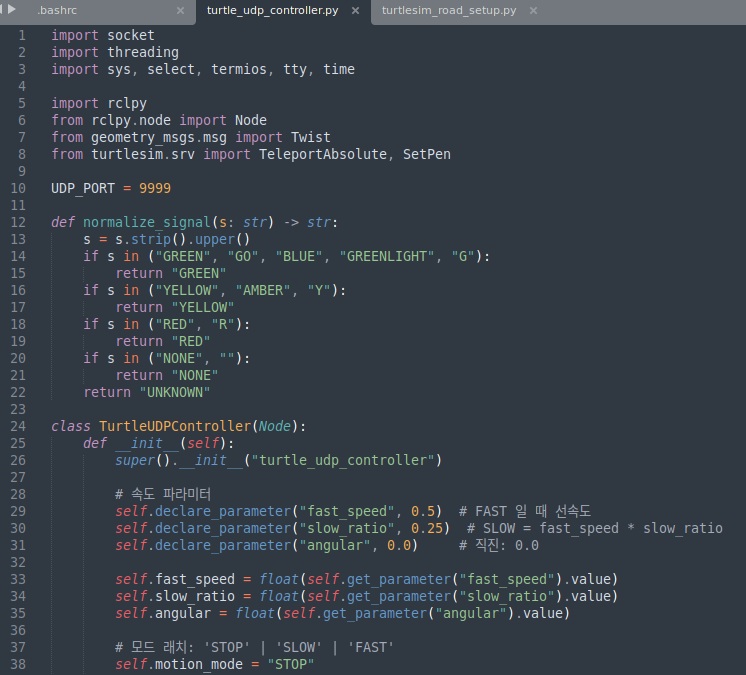 .bashrc × turtle_udp_controller.py × turtlesim_road_setup.py ×
1 import socket
2 import threading
3 import sys, select, termios, tty, time
4
5 import rclpy
6 from rclpy.node import Node
7 from geometry_msgs.msg import Twist
8 from turtlesim.srv import TeleportAbsolute, SetPen
9
10 UDP_PORT = 9999
11
12 def normalize_signal(s: str) -> str:
13     s = s.strip().upper()
14     if s in ("GREEN", "GO", "BLUE", "GREENLIGHT", "G"):
15         return "GREEN"
16     if s in ("YELLOW", "AMBER", "Y"):
17         return "YELLOW"
18     if s in ("RED", "R"):
19         return "RED"
20     if s in ("NONE", ""):
21         return "NONE"
22     return "UNKNOWN"
23
24 class TurtleUDPController(Node):
25     def __init__(self):
26         super().__init__("turtle_udp_controller")
27
28         # 속도 파라미터
29         self.declare_parameter("fast_speed", 0.5)  # FAST 일 때 선속도
30         self.declare_parameter("slow_ratio", 0.25)  # SLOW = fast_speed * slow_ratio
31         self.declare_parameter("angular", 0.0)     # 직진: 0.0
32
33         self.fast_speed = float(self.get_parameter("fast_speed").value)
34         self.slow_ratio = float(self.get_parameter("slow_ratio").value)
35         self.angular = float(self.get_parameter("angular").value)
36
37         # 모드 래치: 'STOP' | 'SLOW' | 'FAST'
38         self.motion_mode = "STOP"